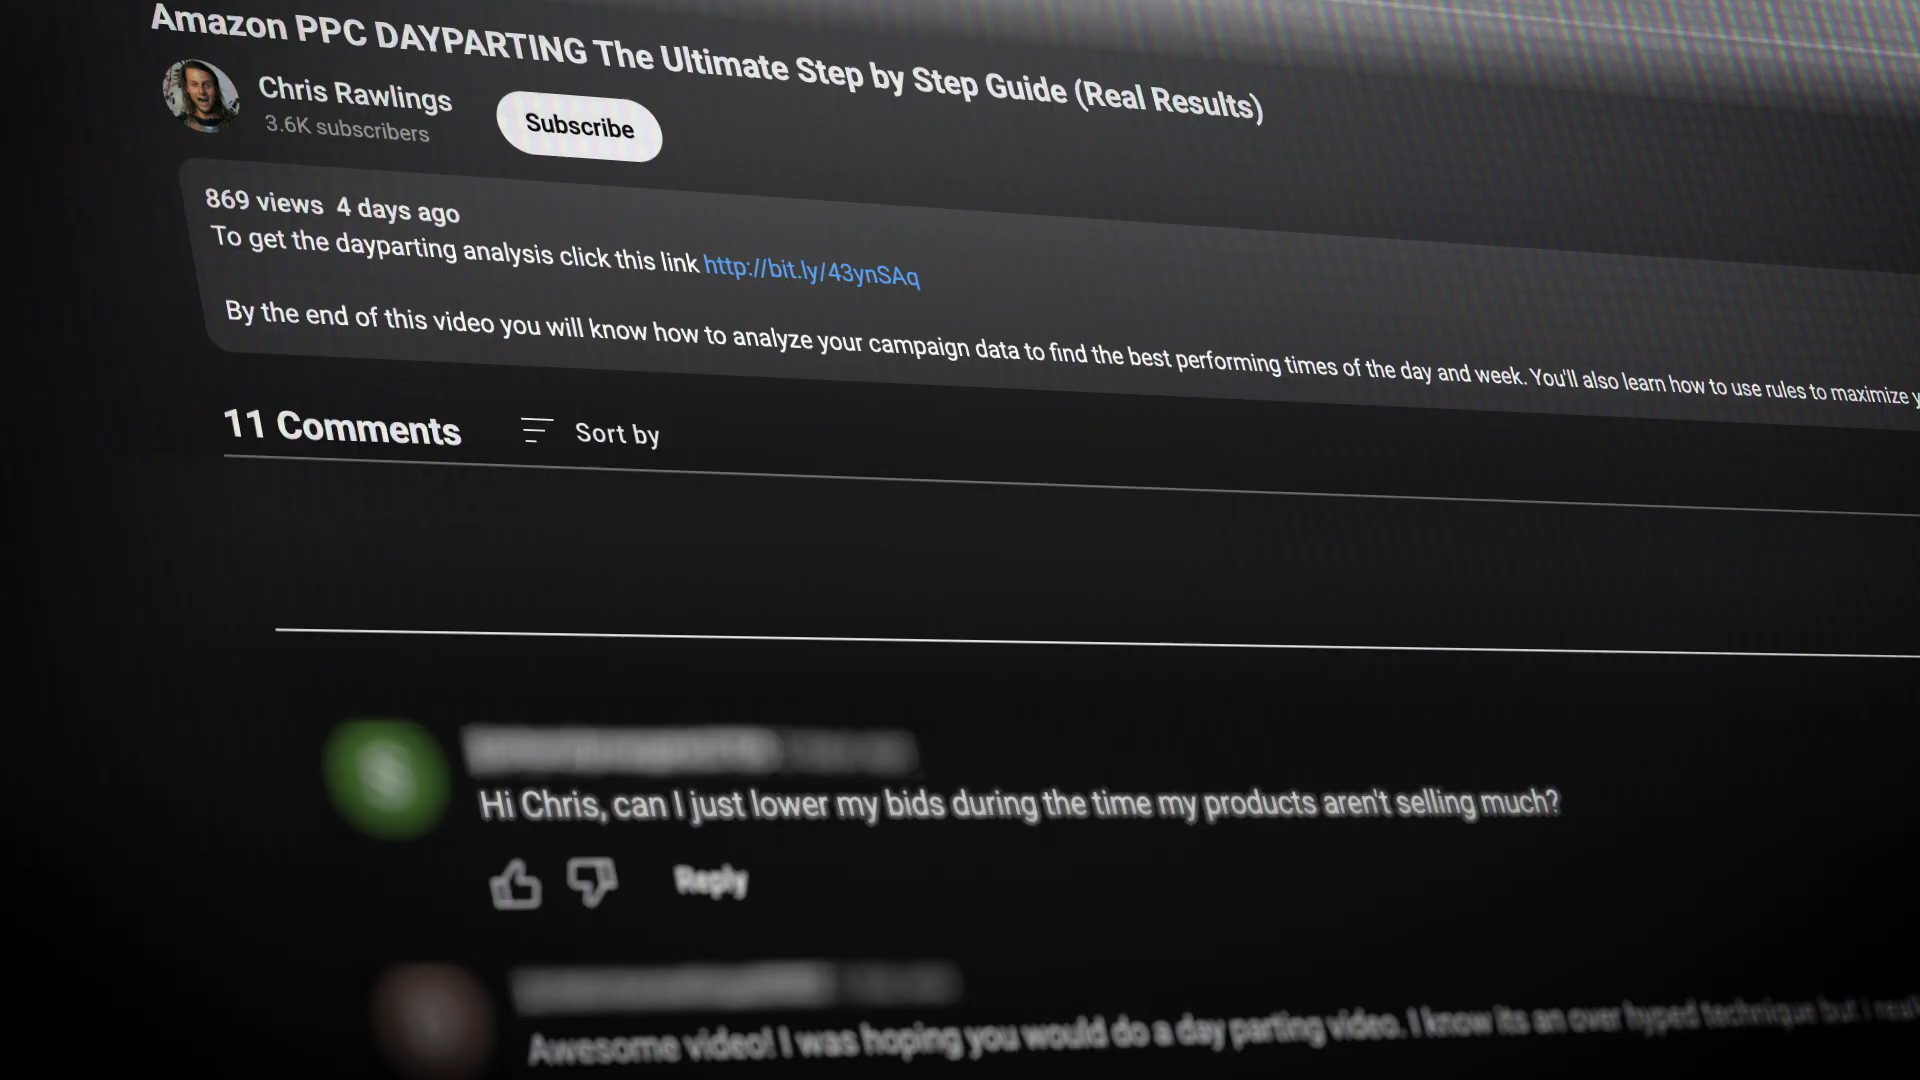 Amazon PPC DAYPARTING The Ultimate Step by Step Guide (Real Results)
Chris Rawlings
3.6K subscribers
Subscribe
869 views 4 days ago
To get the dayparting analysis click this link http://bit.ly/43ynSAq
By the end of this video you will know how to analyze your campaign data to find the best performing times of the day and week. You'll also learn how to use rules to maximize
11 Comments
Sort by
Hi Chris, can I just lower my bids during the time my products aren't selling much?
Reply
Awesome video! I was hoping you would do a day parting video. I know its an over hyped technique but I